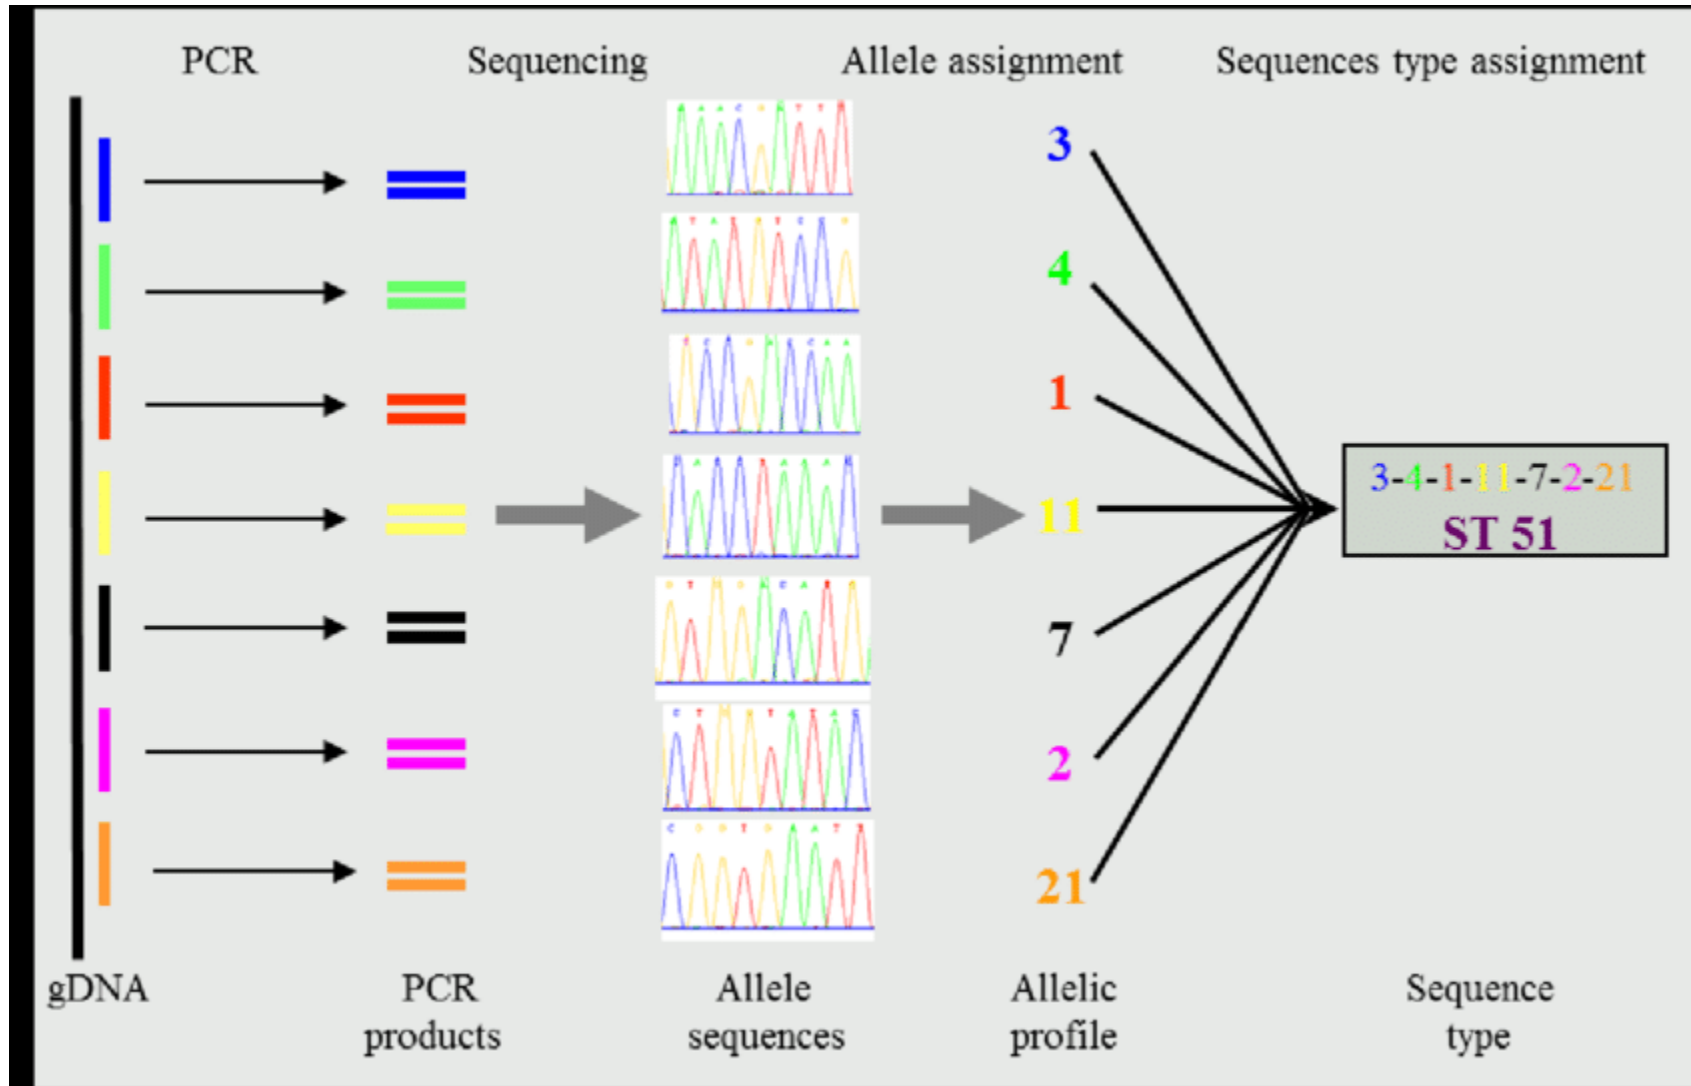 PCR
Sequencing
Allele assignment
Sequences type assignment
3
4
1
11
7
2
21
3-4-1-11-7-2-21
ST 51
gDNA
PCR
products
Allele
sequences
Allelic
profile
Sequence
type